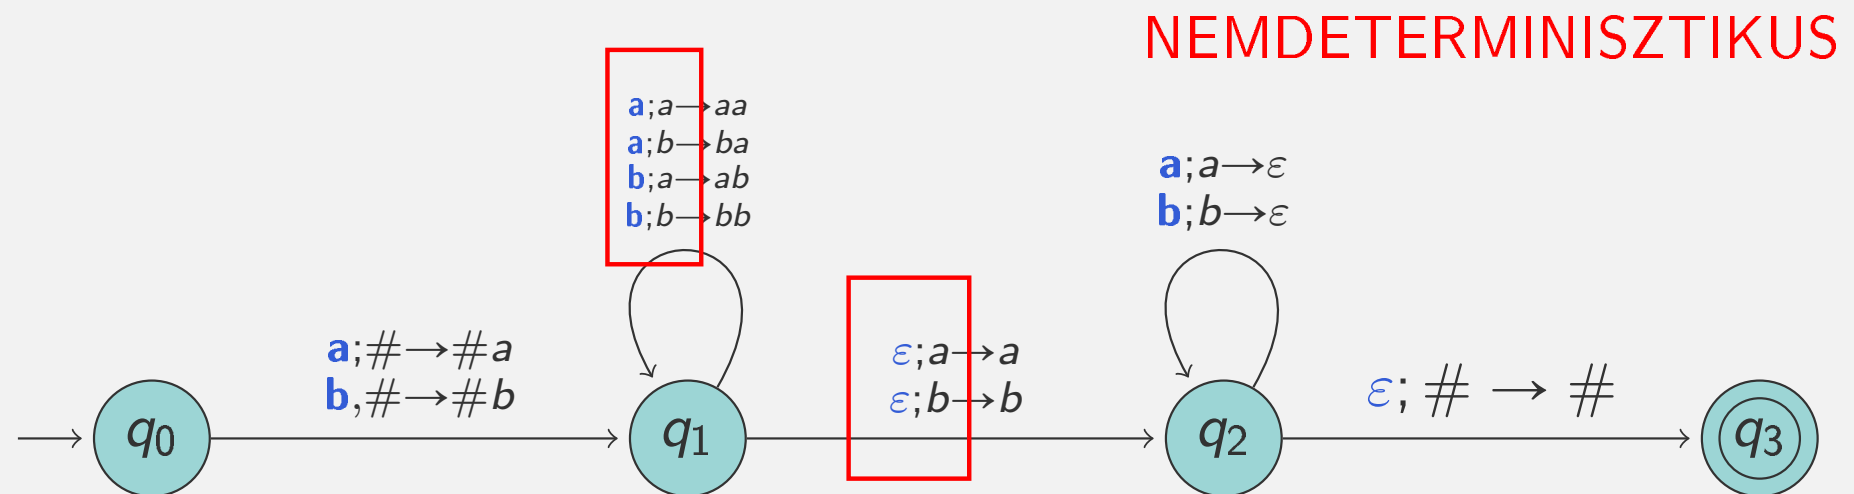 NEMDETERMINISZTIKUS
a;a→aa
a;b→ba
b;a→ab
b;b→bb
a;a→ε
b;b→ε
a;#→#a
b,#→#b
ε;a→a
ε;b→b
ε; # → #
q0
q1
q2
q3